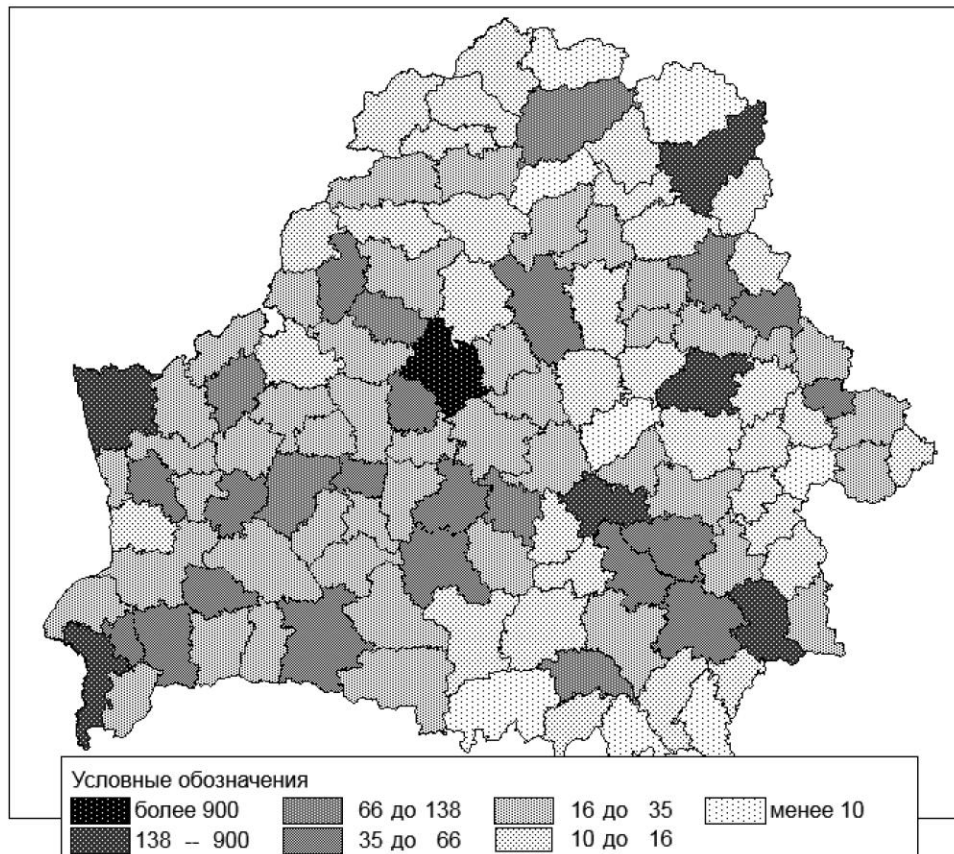 Условные обозначения
более 900 66 до 138 16 до 35 менее 10
138 -- 900 35 до 66 10 до 16